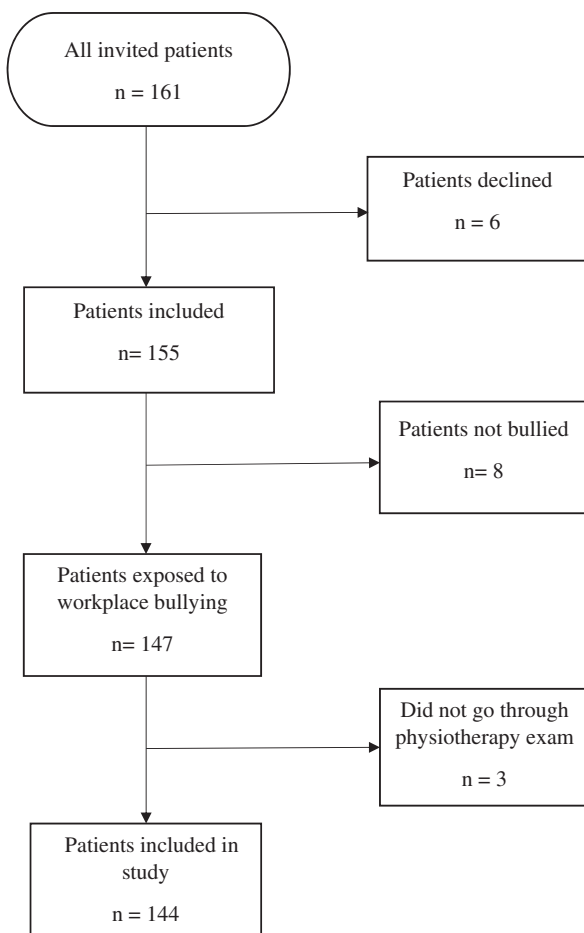 All invited patients
n = 161
Patients declined
n = 6
Patients included
n= 155
Patients not bullied
n= 8
Patients exposed to
workplace bullying
n= 147
Did not go through
physiotherapy exam
n = 3
Patients included in
study
n = 144